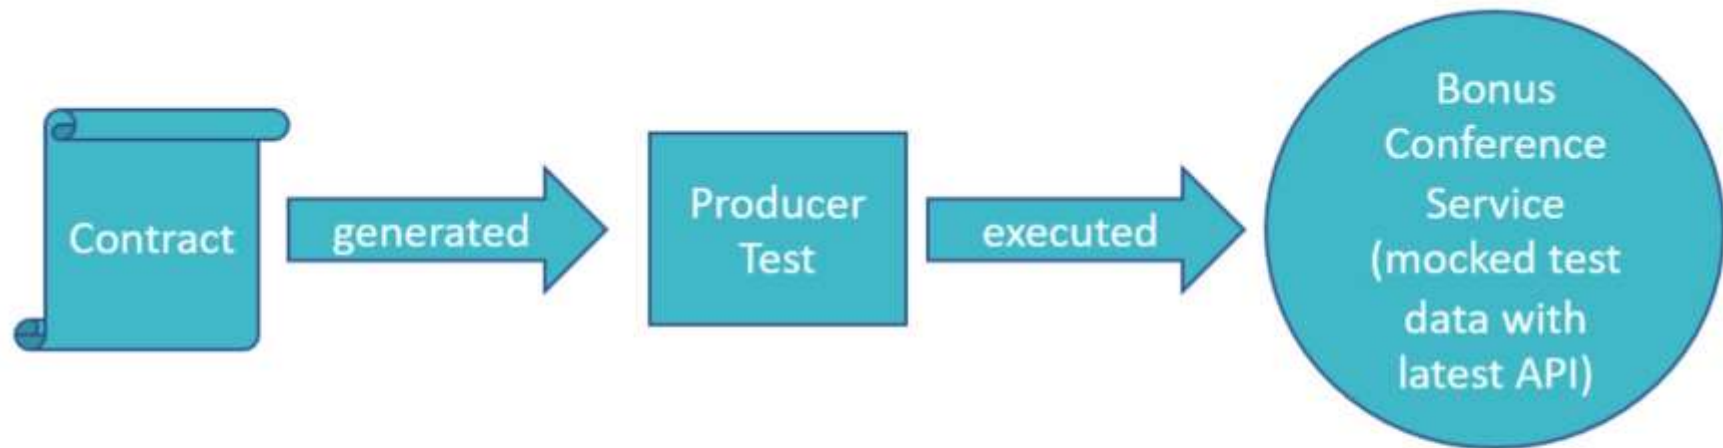 Contract
generated
Producer
Test
executed
Bonus
Conference
Service
(mocked test
data with
latest API)